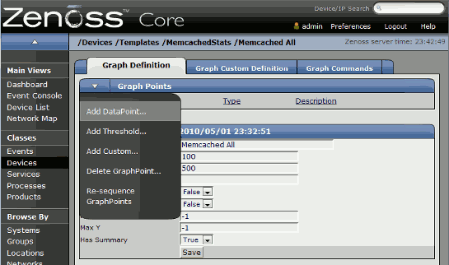 Zenoss™ Core
Device/IP Search
admin Preferences Logout Help
/Devices /Templates /MemcachedStats /Memcached All
Zenoss server time: 23:42:49
Main Views
Dashboard
Event Console
Device List
Network Map
Classes
Events
Devices
Services
Processes
Products
Browse By
Systems
Groups
Locations
Networks
Graph Definition
Graph Custom Definition
Graph Commands
Graph Points
Type Description
Add DataPoint...
Add Threshold...
Add Custom...
Delete GraphPoint...
Re-sequence
GraphPoints
2010/05/01 23:32:51
Memcached All
100
500
False
False
-1
Max Y -1
Has Summary True
Save